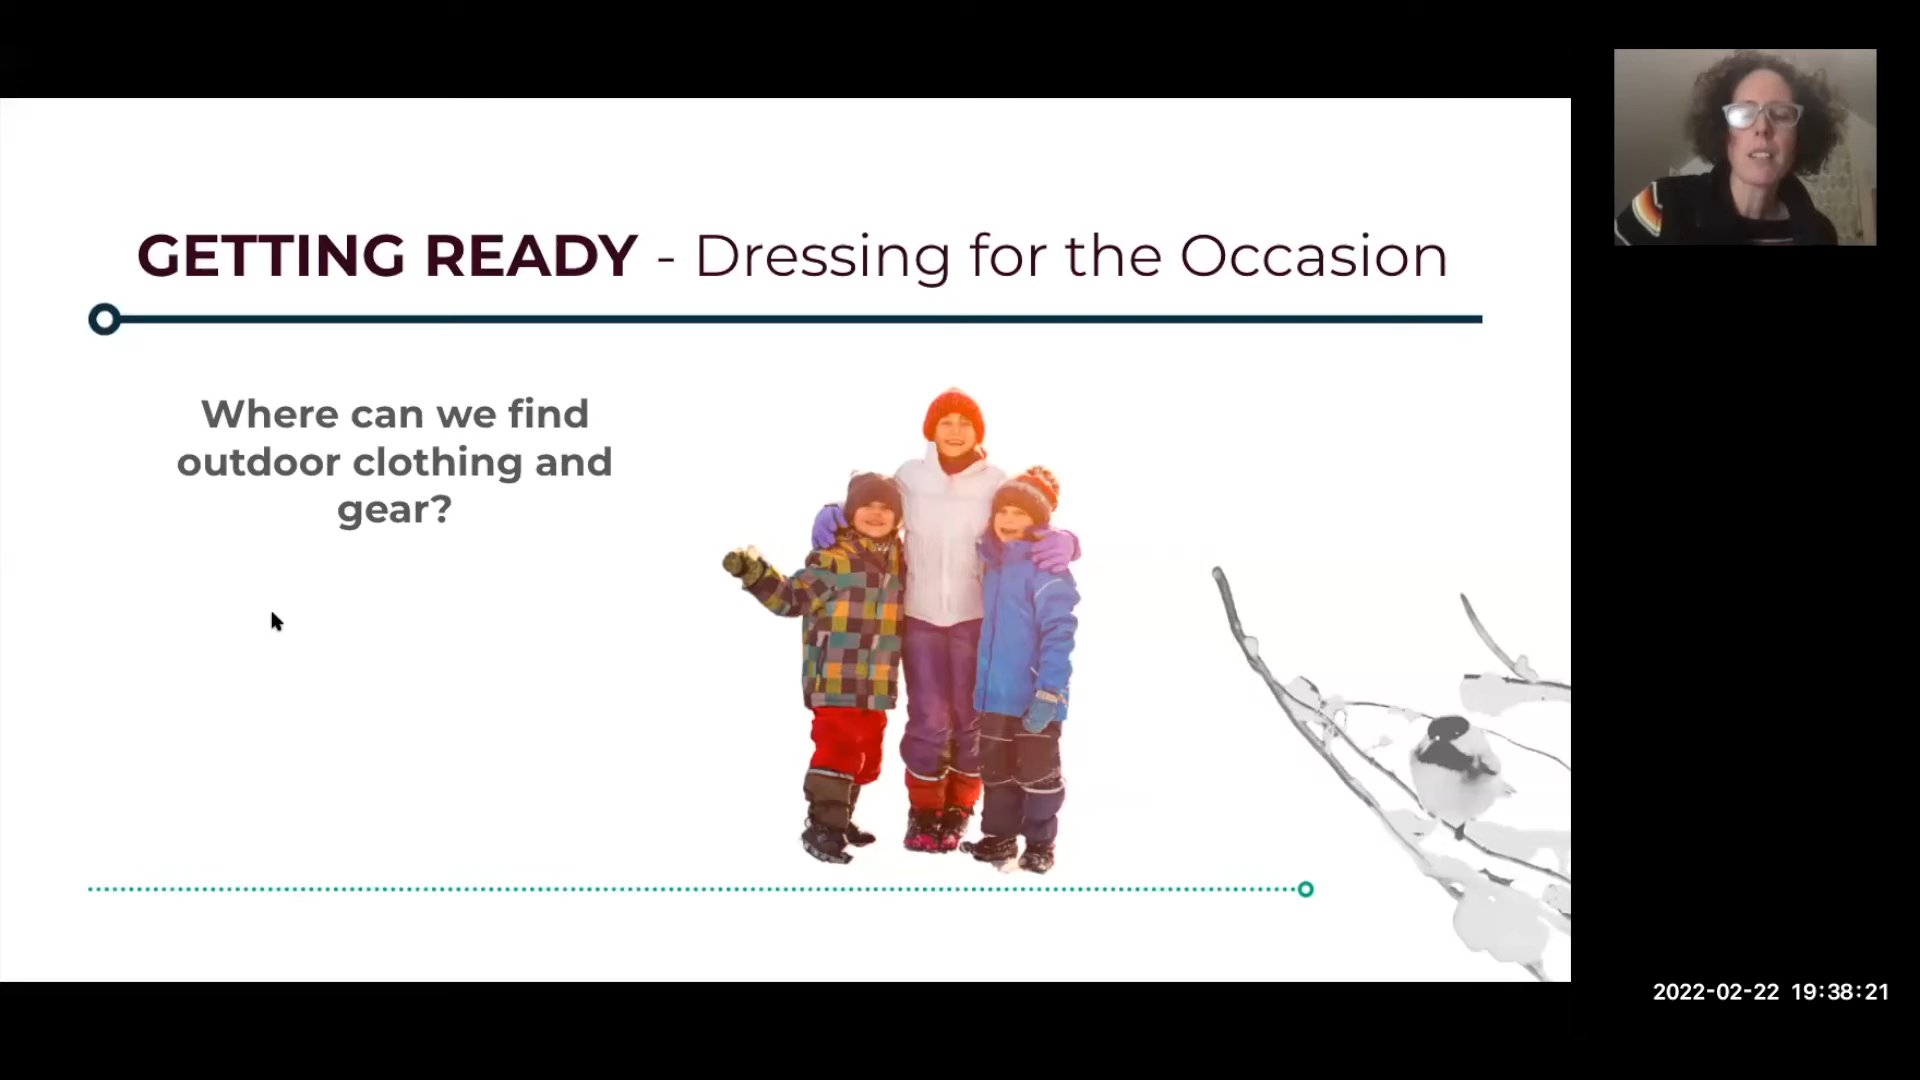 GETTING READY - Dressing for the Occasion
Where can we find
outdoor clothing and
gear?
2022-02-22 19:38:21